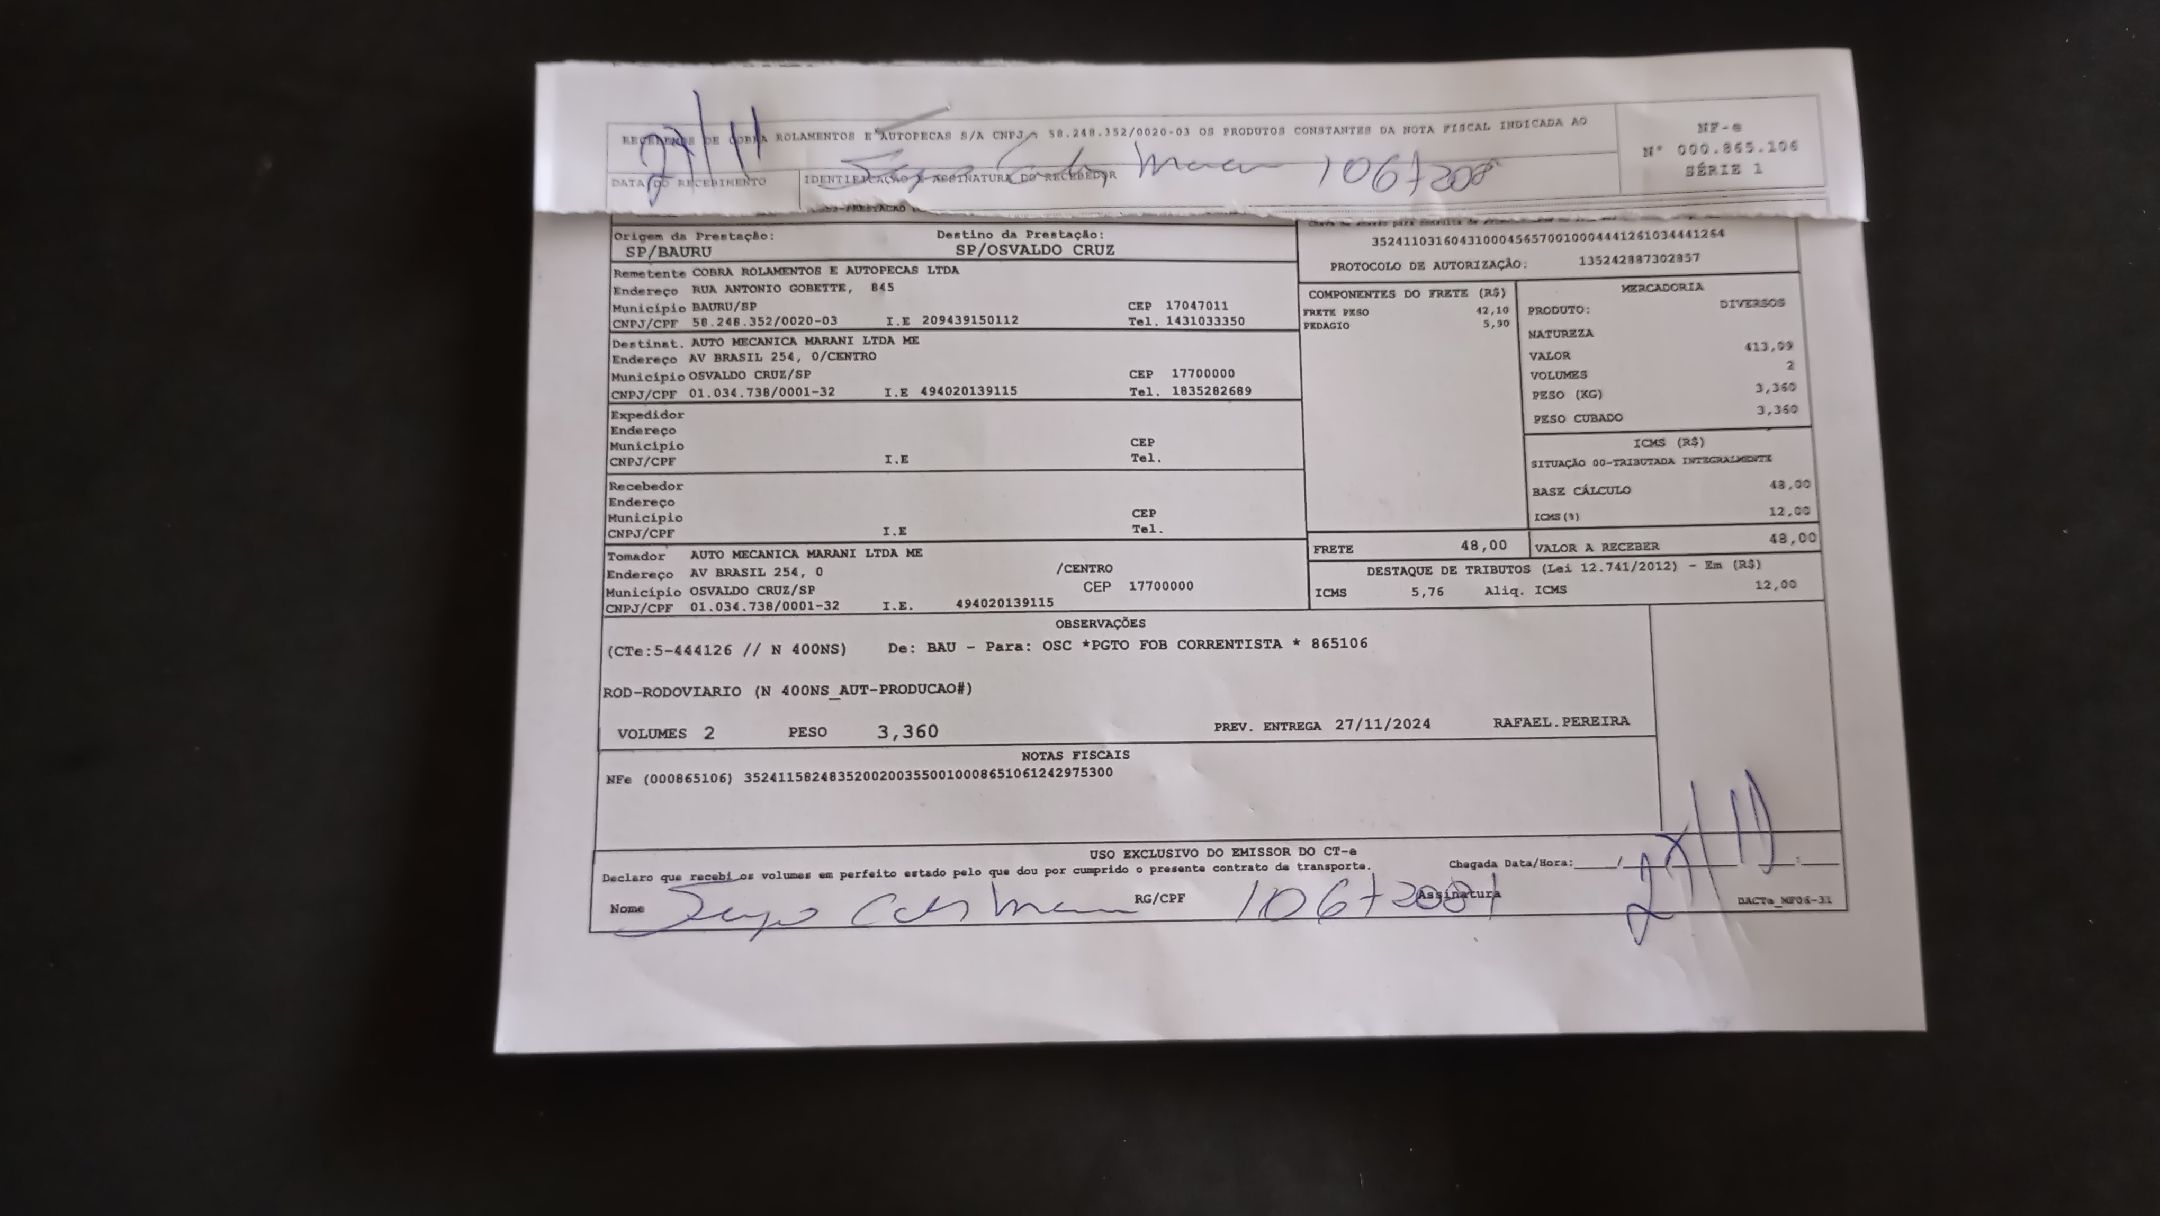 RECEBEMOS DE COBRA ROLAMENTOS E AUTOPECAS S/A CNPJ 58.248.352/0020-03 OS PRODUTOS CONSTANTES DA NOTA FISCAL INDICADA AO
27/11
DATA DO RECEBIMENTO
IDENTIFICAÇÃO E ASSINATURA DO RECEBEDOR
NF-e
N° 000.865.106
SÉRIE 1
Origem da Prestação:
SP/BAURU
Destino da Prestação:
SP/OSVALDO CRUZ
35241103160431000456570010004441261034441264
PROTOCOLO DE AUTORIZAÇÃO: 135242887302857
Remetente COBRA ROLAMENTOS E AUTOPECAS LTDA
Endereço RUA ANTONIO GOBETTE, 845
Município BAURU/SP CEP 17047011
CNPJ/CPF 58.248.352/0020-03 I.E 209439150112 Tel. 1431033350
Destinat. AUTO MECANICA MARANI LTDA ME
Endereço AV BRASIL 254, 0/CENTRO
Município OSVALDO CRUZ/SP CEP 17700000
CNPJ/CPF 01.034.738/0001-32 I.E 494020139115 Tel. 1835282689
Expedidor
Endereço
Município CEP
CNPJ/CPF I.E Tel.
Recebedor
Endereço
Município CEP
CNPJ/CPF I.E Tel.
Tomador AUTO MECANICA MARANI LTDA ME
Endereço AV BRASIL 254, 0 /CENTRO
Município OSVALDO CRUZ/SP CEP 17700000
CNPJ/CPF 01.034.738/0001-32 I.E. 494020139115
COMPONENTES DO FRETE (R$)
FRETE PESO 42,10
PEDAGIO 5,90
MERCADORIA
PRODUTO: DIVERSOS
NATUREZA
VALOR 413,09
VOLUMES 2
PESO (KG) 3,360
PESO CUBADO 3,360
ICMS (R$)
SITUAÇÃO 00-TRIBUTADA INTEGRALMENTE
BASE CÁLCULO 48,00
ICMS(%) 12,00
FRETE 48,00
VALOR A RECEBER 48,00
DESTAQUE DE TRIBUTOS (Lei 12.741/2012) - Em (R$)
ICMS 5,76 Aliq. ICMS 12,00
OBSERVAÇÕES
(CTe:5-444126 // N 400NS) De: BAU - Para: OSC *PGTO FOB CORRENTISTA * 865106
ROD-RODOVIARIO (N 400NS_AUT-PRODUCAO#)
VOLUMES 2 PESO 3,360 PREV. ENTREGA 27/11/2024 RAFAEL.PEREIRA
NOTAS FISCAIS
NFe (000865106) 35241158248352002003550010008651061242975300
USO EXCLUSIVO DO EMISSOR DO CT-e
Declaro que recebi os volumes em perfeito estado pelo que dou por cumprido o presente contrato de transporte.
Chegada Data/Hora: 27/11
Nome
RG/CPF
Assinatura
DACTe_MF06-31